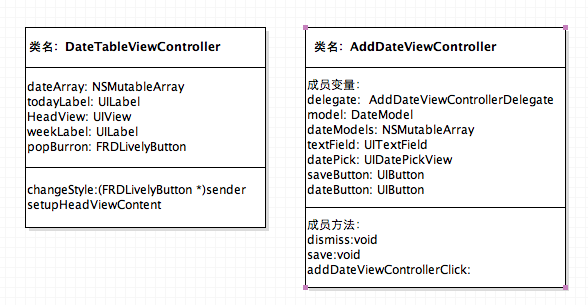 类名：DateTableViewController
dateArray: NSMutableArray
todayLabel: UILabel
HeadView: UIView
weekLabel: UILabel
popBurron: FRDLivelyButton
changeStyle:(FRDLivelyButton *)sender
setupHeadViewContent
类名：AddDateViewController
成员变量：
delegate: AddDateViewControllerDelegate
model: DateModel
dateModels: NSMutableArray
textField: UITextField
datePick: UIDatePickView
saveButton: UIButton
dateButton: UIButton
成员方法：
dismiss:void
save:void
addDateViewControllerClick: